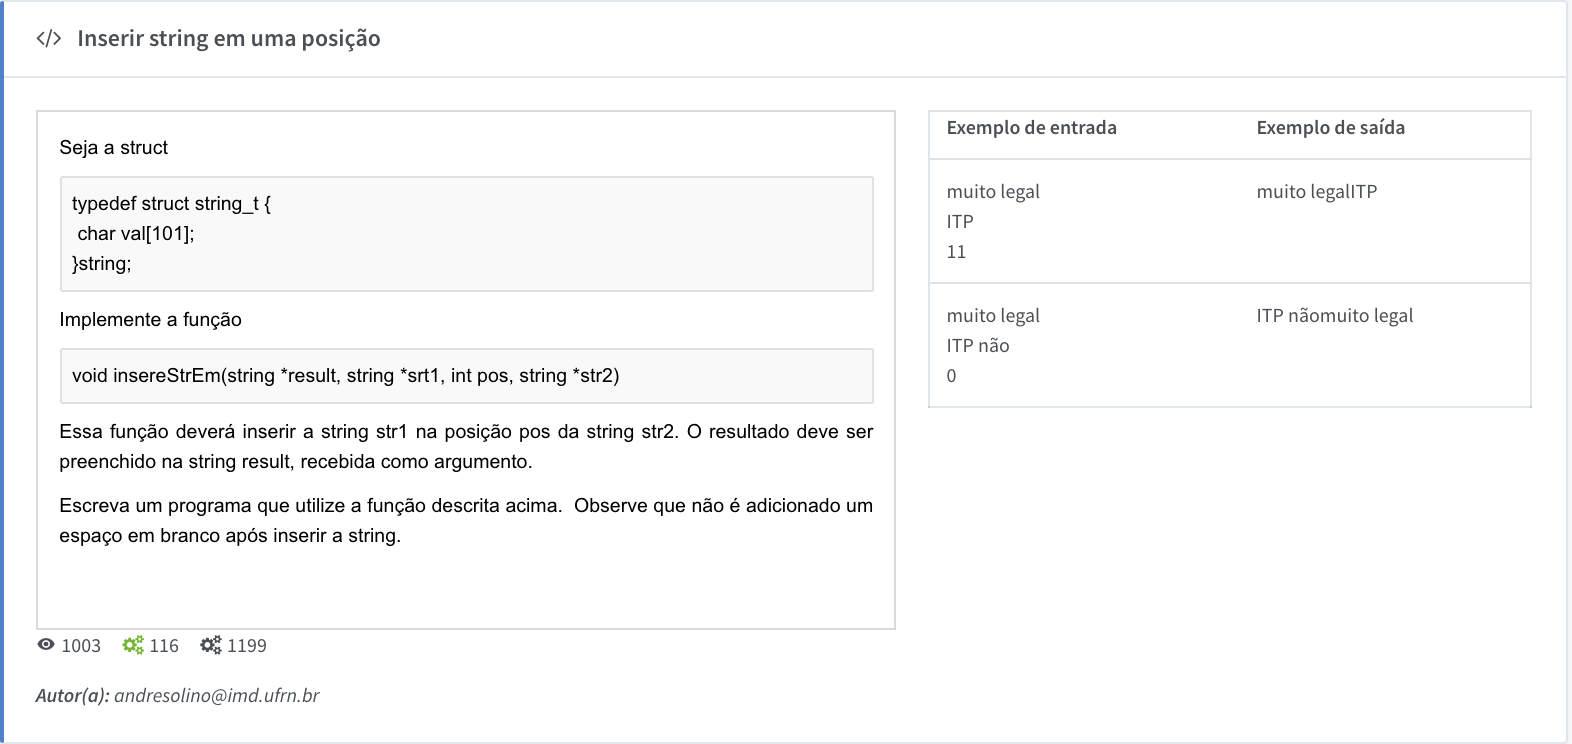 </> Inserir string em uma posição
Seja a struct
typedef struct string_t {
char val[101];
}string;
Implemente a função
void insereStrEm(string *result, string *srt1, int pos, string *str2)
Essa função deverá inserir a string str1 na posição pos da string str2. O resultado deve ser
preenchido na string result, recebida como argumento.
Escreva um programa que utilize a função descrita acima.  Observe que não é adicionado um
espaço em branco após inserir a string.
1003 116 1199
Autor(a): andresolino@imd.ufrn.br
Exemplo de entrada Exemplo de saída
muito legal muito legalITP
ITP
11
muito legal ITP nãomuito legal
ITP não
0